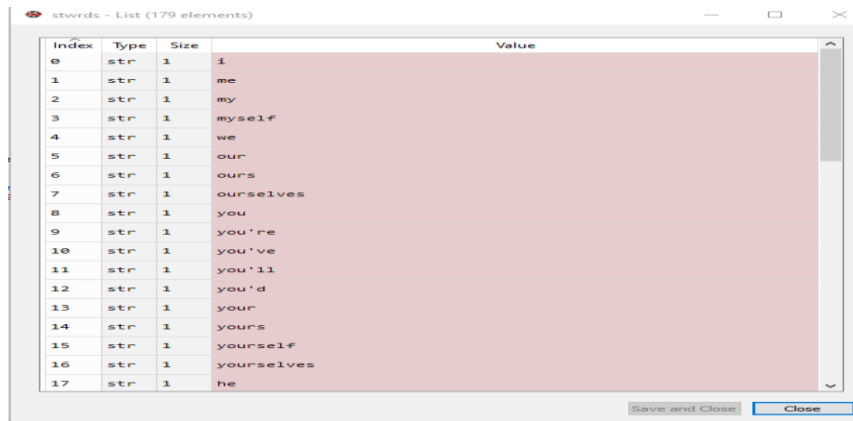 stwrds - List (179 elements)
Index Type Size Value
0 str 1 i
1 str 1 me
2 str 1 my
3 str 1 myself
4 str 1 we
5 str 1 our
6 str 1 ours
7 str 1 ourselves
8 str 1 you
9 str 1 you're
10 str 1 you've
11 str 1 you'll
12 str 1 you'd
13 str 1 your
14 str 1 yours
15 str 1 yourself
16 str 1 yourselves
17 str 1 he
Save and Close Close